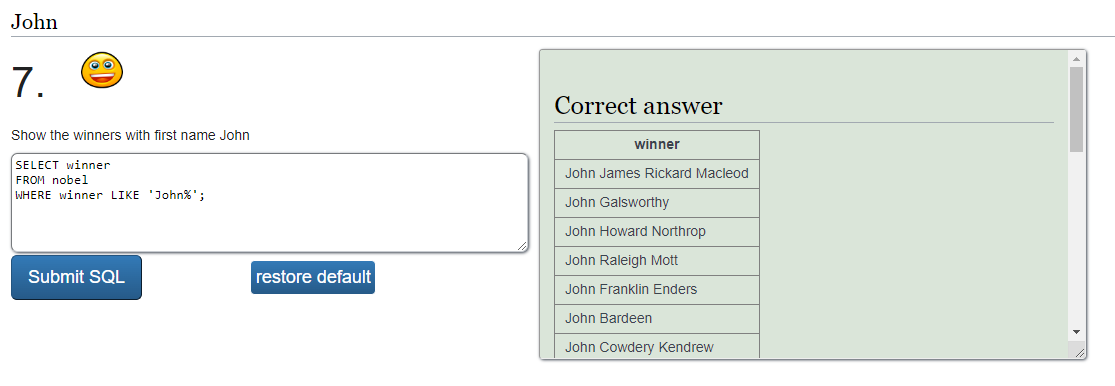 John
7.
Show the winners with first name John
SELECT winner
FROM nobel
WHERE winner LIKE 'John%';
Submit SQL
restore default
Correct answer
winner
John James Rickard Macleod
John Galsworthy
John Howard Northrop
John Raleigh Mott
John Franklin Enders
John Bardeen
John Cowdery Kendrew